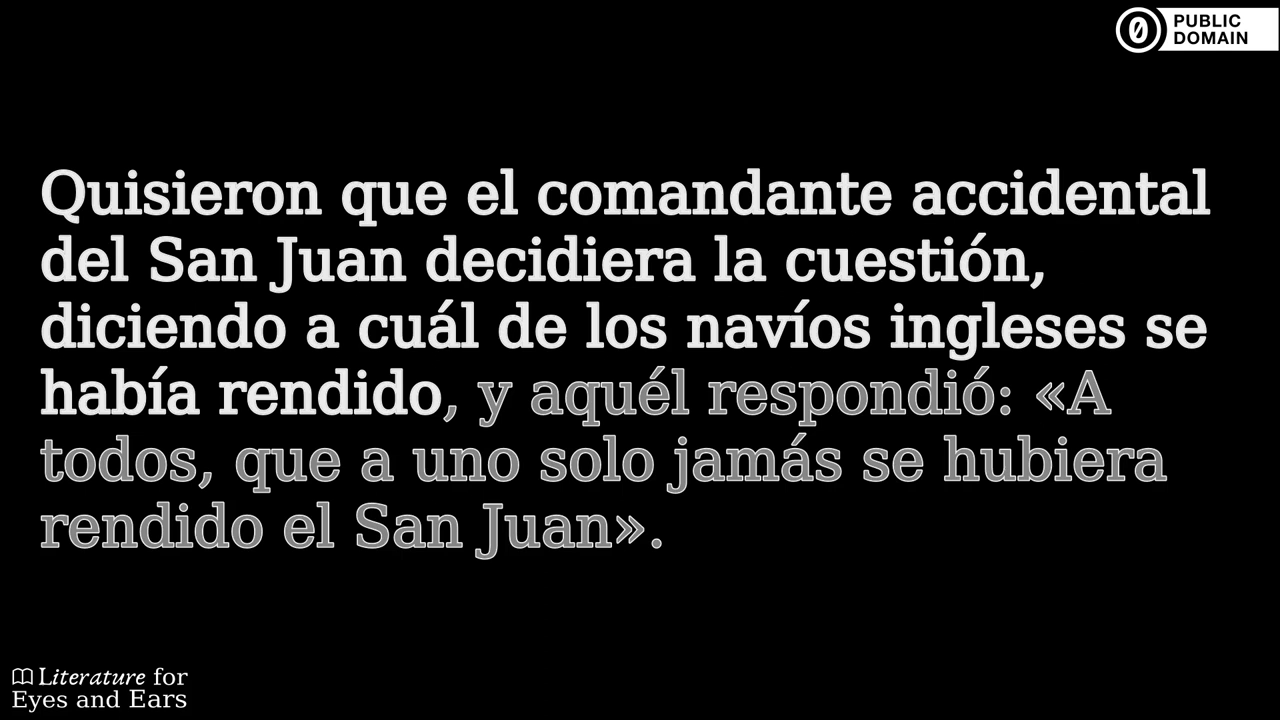 PUBLIC
DOMAIN
Quisieron que el comandante accidental
del San Juan decidiera la cuestión,
diciendo a cuál de los navíos ingleses se
había rendido, y aquél respondió: «A
todos, que a uno solo jamás se hubiera
rendido el San Juan».
Literature for
Eyes and Ears